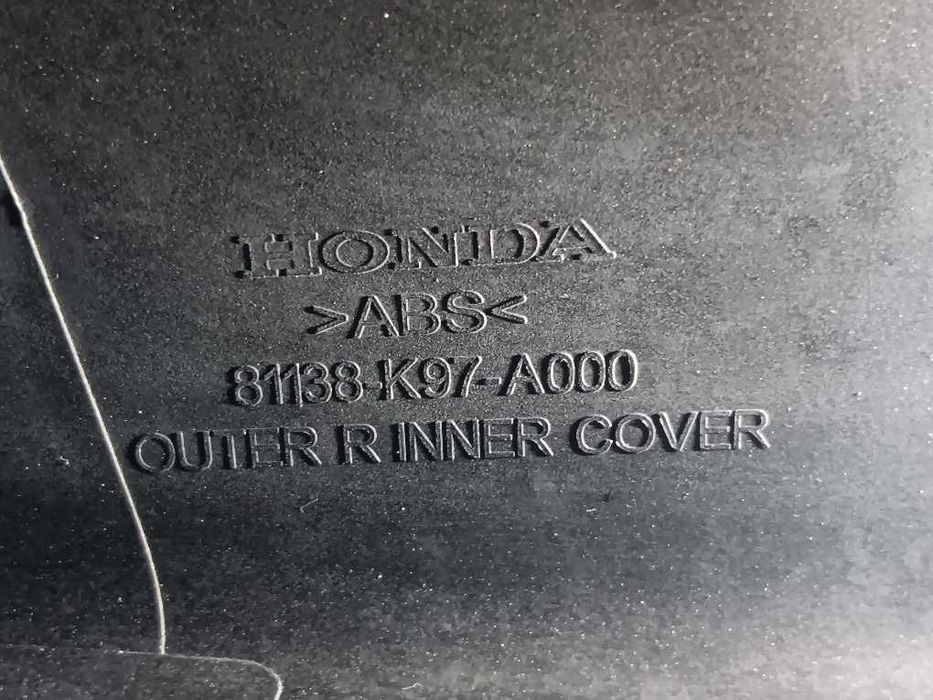 HONDA
>ABS<
81138-K97-A000
OUTER R INNER COVER